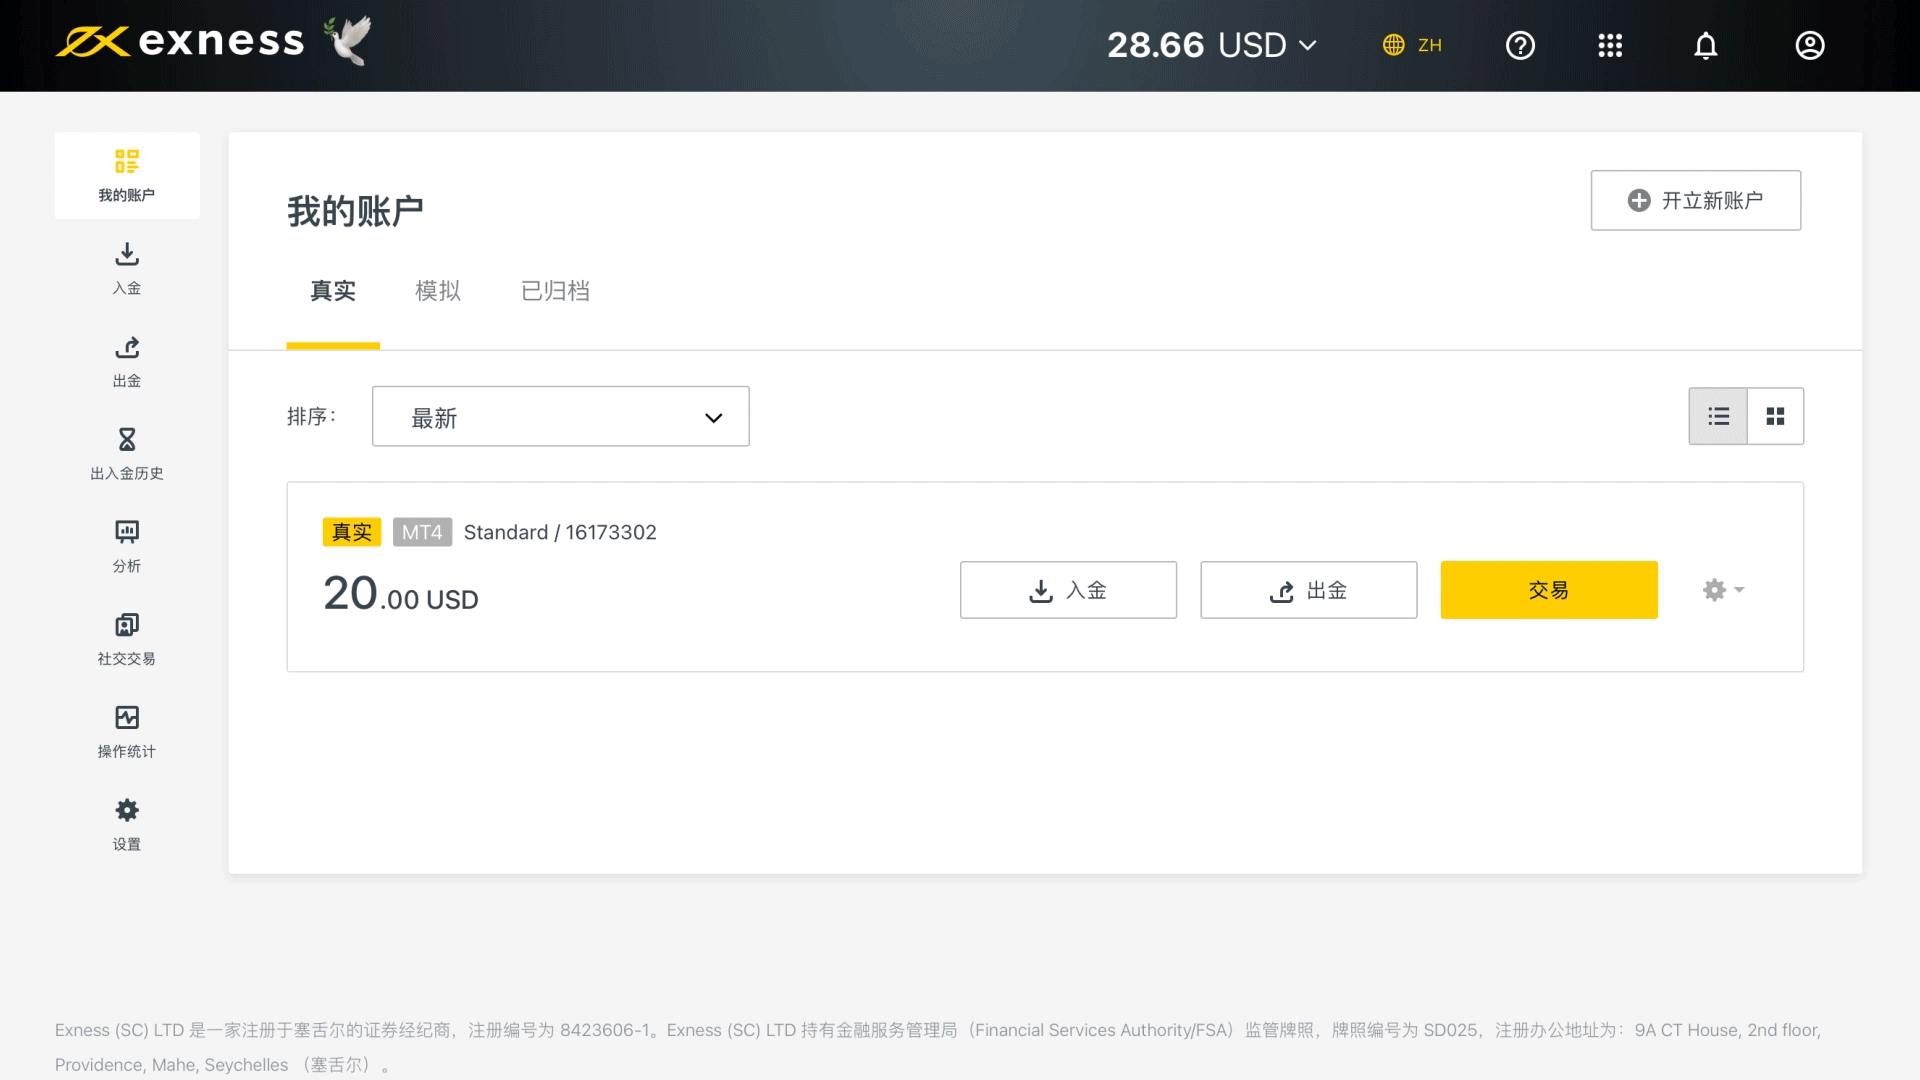 exness
28.66 USD
ZH
我的账户
入金
出金
出入金历史
分析
社交交易
操作统计
设置
我的账户
开立新账户
真实 模拟 已归档
排序： 最新
真实 MT4 Standard / 16173302
20.00 USD
入金 出金 交易
Exness (SC) LTD 是一家注册于塞舌尔的证券经纪商，注册编号为 8423606-1。Exness (SC) LTD 持有金融服务管理局（Financial Services Authority/FSA）监管牌照，牌照编号为 SD025，注册办公地址为：9A CT House, 2nd floor,
Providence, Mahe, Seychelles （塞舌尔）。